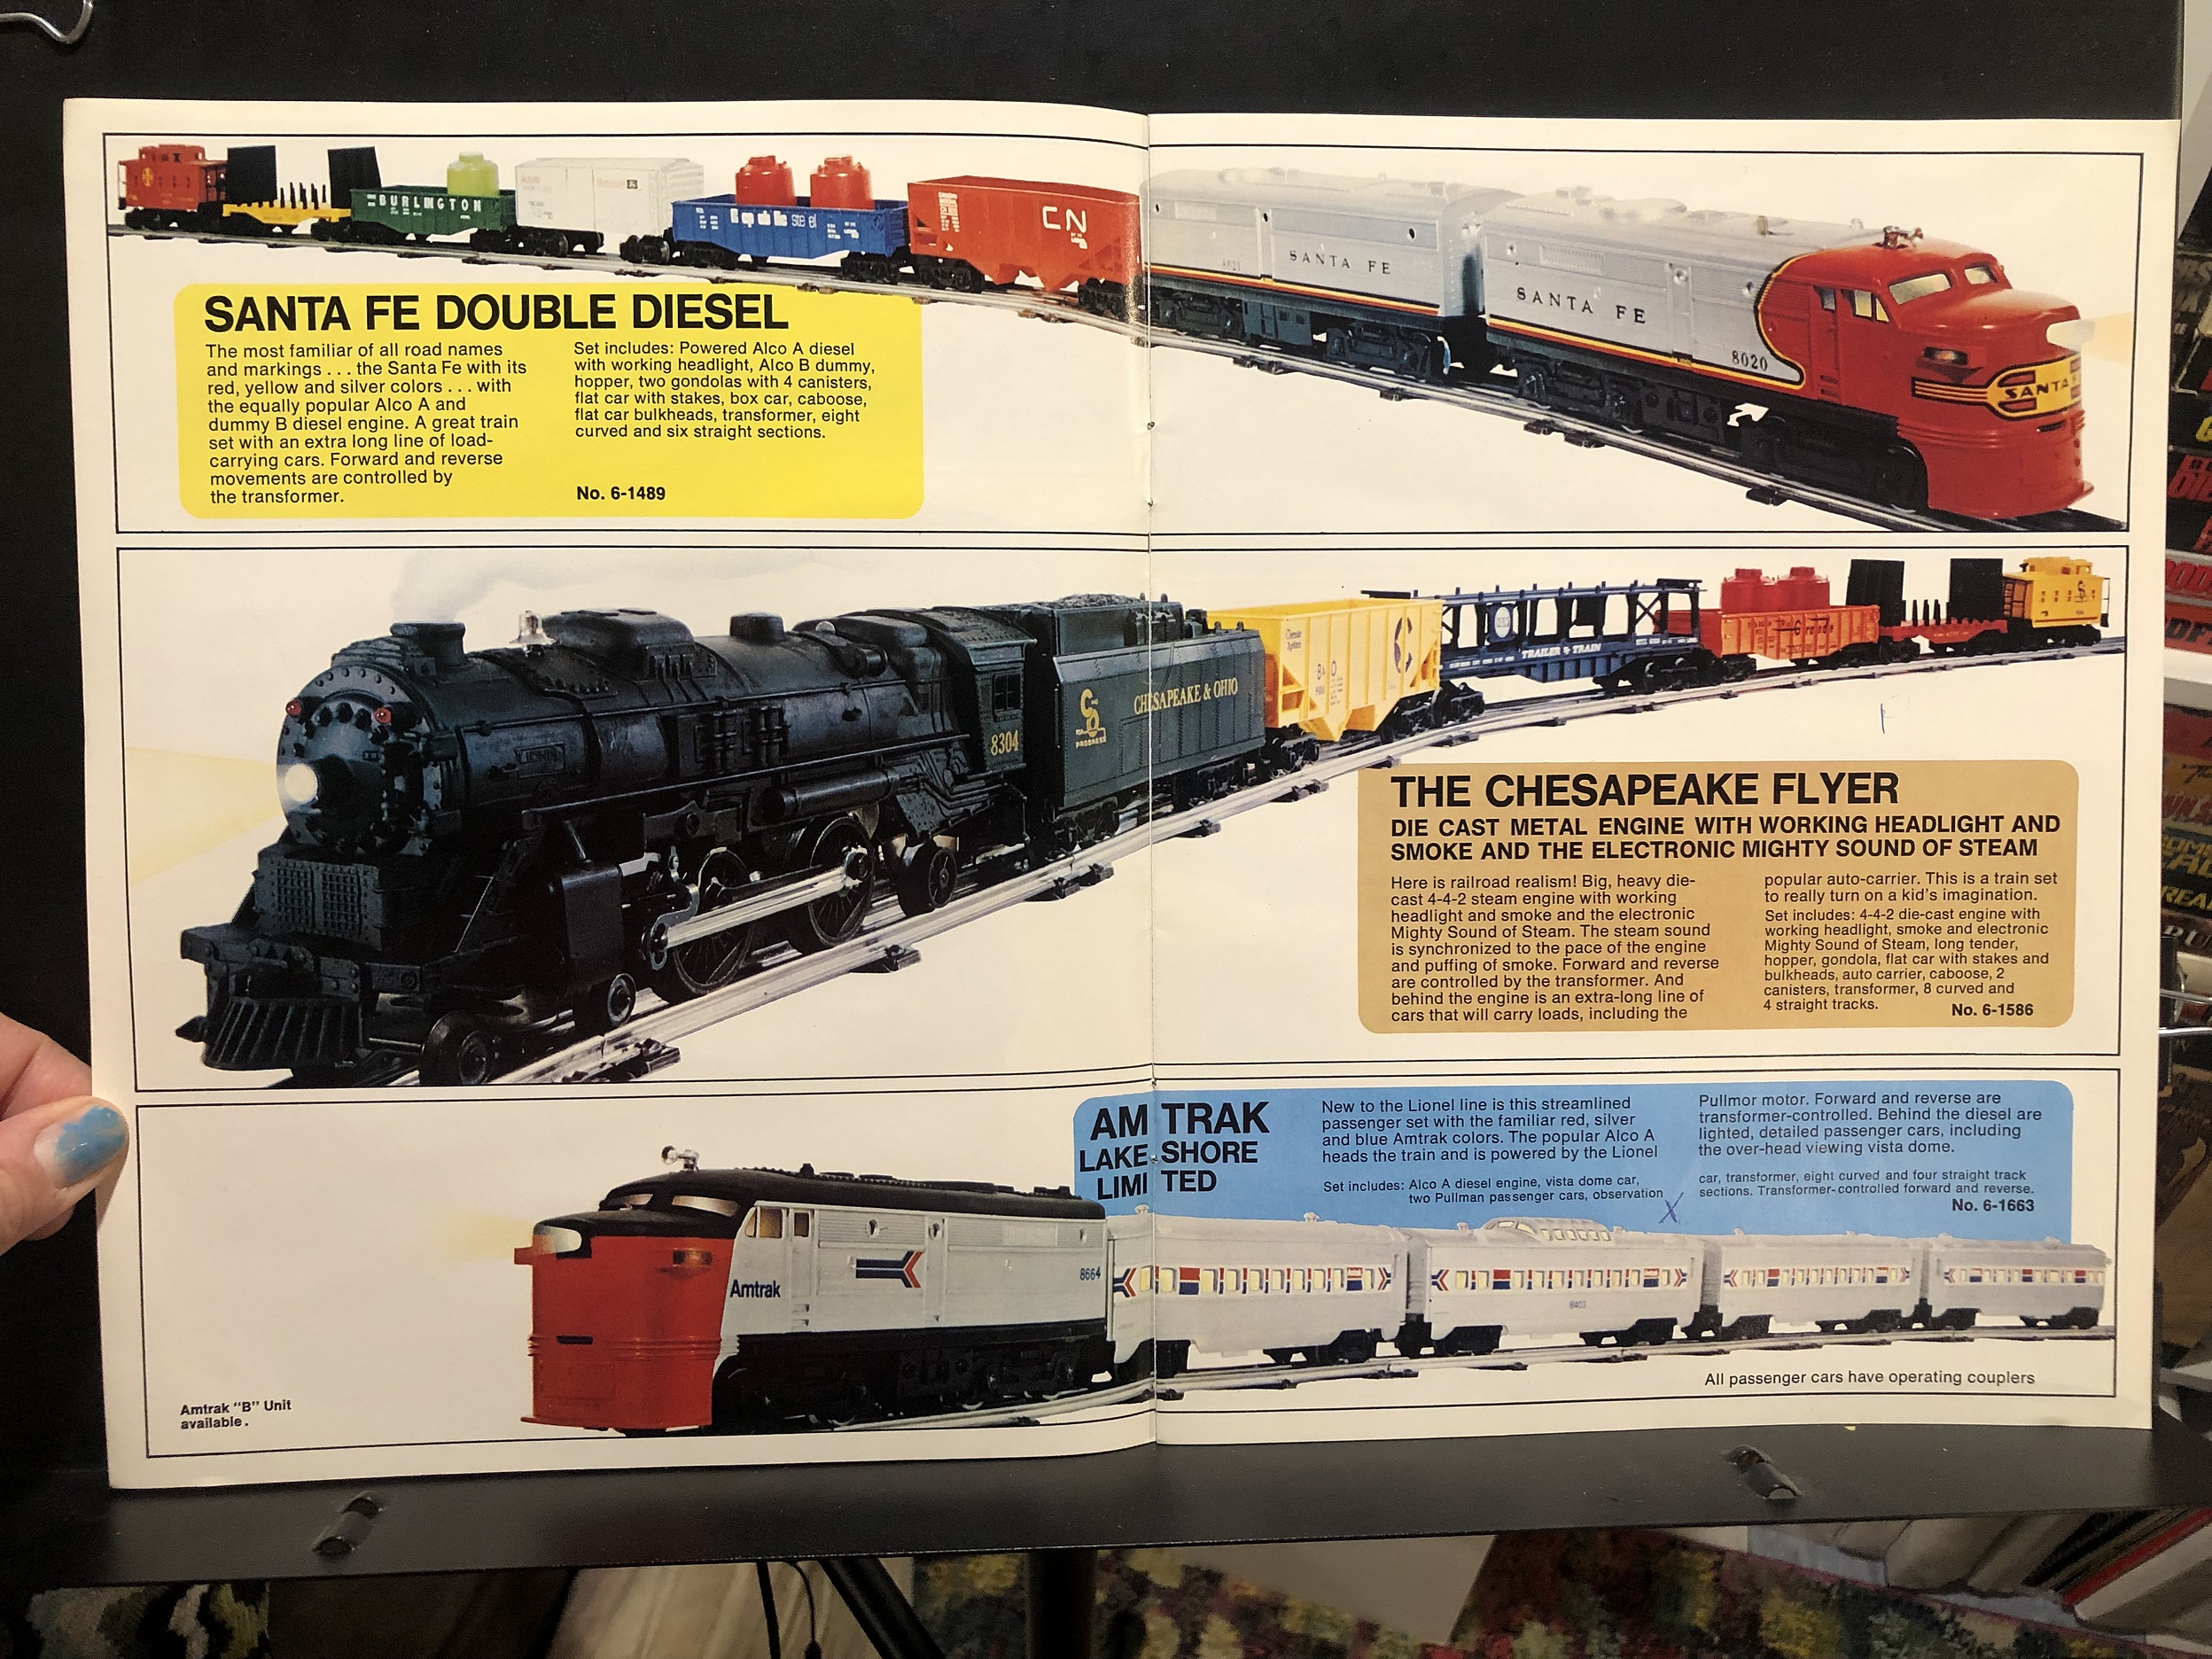 BURLINGTON
CN
SANTA FE
SANTA FE
8020
SANTA
SANTA FE DOUBLE DIESEL
The most familiar of all road names
and markings . . . the Santa Fe with its
red, yellow and silver colors . . . with
the equally popular Alco A and
dummy B diesel engine. A great train
set with an extra long line of load-
carrying cars. Forward and reverse
movements are controlled by
the transformer.
Set includes: Powered Alco A diesel
with working headlight, Alco B dummy,
hopper, two gondolas with 4 canisters,
flat car with stakes, box car, caboose,
flat car bulkheads, transformer, eight
curved and six straight sections.
No. 6-1489
LIONEL
8304
CHESAPEAKE & OHIO
PROGRESS
Chessie
System
B&O
TRAILER TRAIN
THE CHESAPEAKE FLYER
DIE CAST METAL ENGINE WITH WORKING HEADLIGHT AND
SMOKE AND THE ELECTRONIC MIGHTY SOUND OF STEAM
Here is railroad realism! Big, heavy die-
cast 4-4-2 steam engine with working
headlight and smoke and the electronic
Mighty Sound of Steam. The steam sound
is synchronized to the pace of the engine
and puffing of smoke. Forward and reverse
are controlled by the transformer. And
behind the engine is an extra-long line of
cars that will carry loads, including the
popular auto-carrier. This is a train set
to really turn on a kid's imagination.
Set includes: 4-4-2 die-cast engine with
working headlight, smoke and electronic
Mighty Sound of Steam, long tender,
hopper, gondola, flat car with stakes and
bulkheads, auto carrier, caboose, 2
canisters, transformer, 8 curved and
4 straight tracks.
No. 6-1586
AMTRAK
LAKE SHORE
LIMITED
New to the Lionel line is this streamlined
passenger set with the familiar red, silver
and blue Amtrak colors. The popular Alco A
heads the train and is powered by the Lionel
Pullmor motor. Forward and reverse are
transformer-controlled. Behind the diesel are
lighted, detailed passenger cars, including
the over-head viewing vista dome.
Set includes: Alco A diesel engine, vista dome car,
two Pullman passenger cars, observation
car, transformer, eight curved and four straight track
sections. Transformer-controlled forward and reverse.
No. 6-1663
Amtrak
8664
All passenger cars have operating couplers
Amtrak "B" Unit
available.